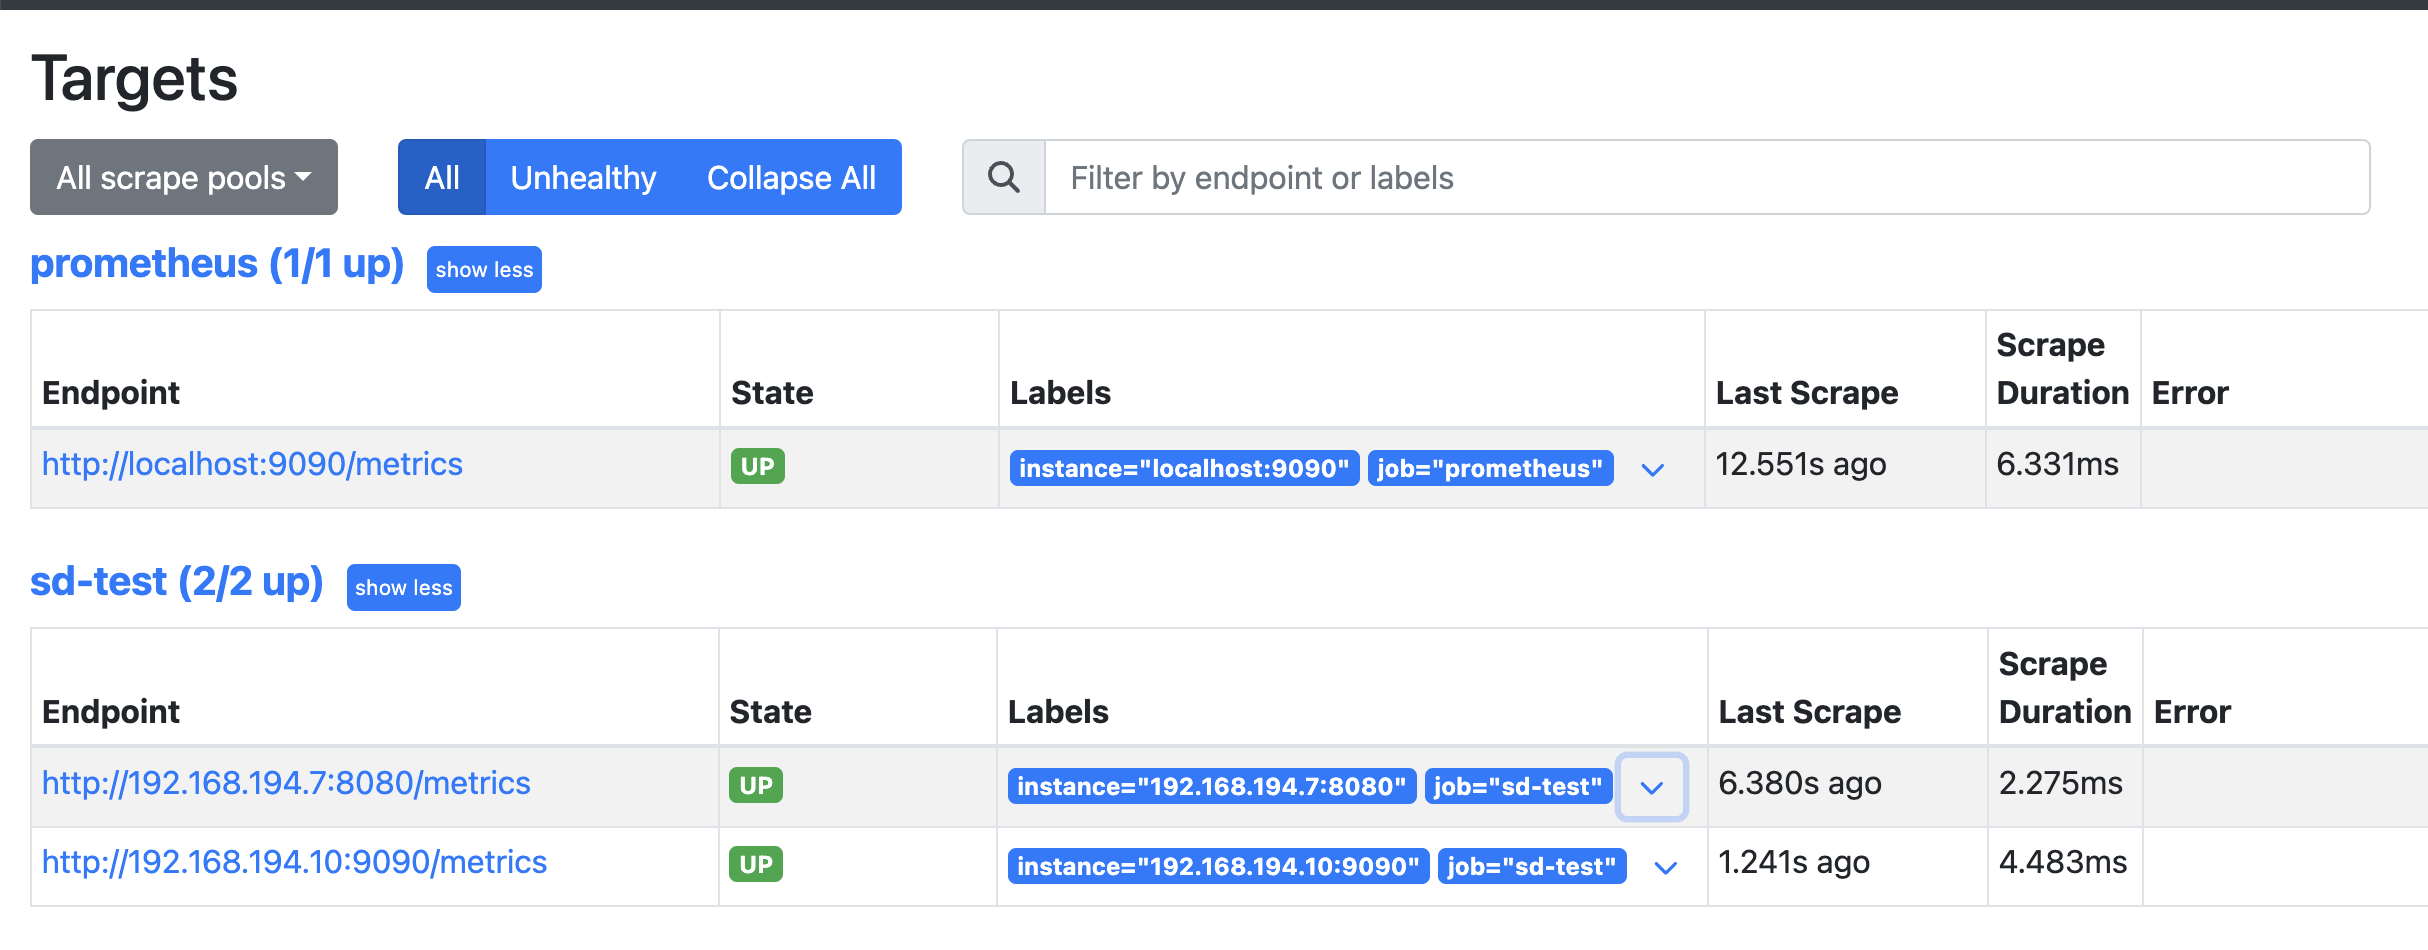 Targets
All scrape pools All Unhealthy Collapse All Filter by endpoint or labels
prometheus (1/1 up) show less
Endpoint State Labels Last Scrape Scrape Duration Error
http://localhost:9090/metrics UP instance="localhost:9090" job="prometheus" 12.551s ago 6.331ms
sd-test (2/2 up) show less
Endpoint State Labels Last Scrape Scrape Duration Error
http://192.168.194.7:8080/metrics UP instance="192.168.194.7:8080" job="sd-test" 6.380s ago 2.275ms
http://192.168.194.10:9090/metrics UP instance="192.168.194.10:9090" job="sd-test" 1.241s ago 4.483ms